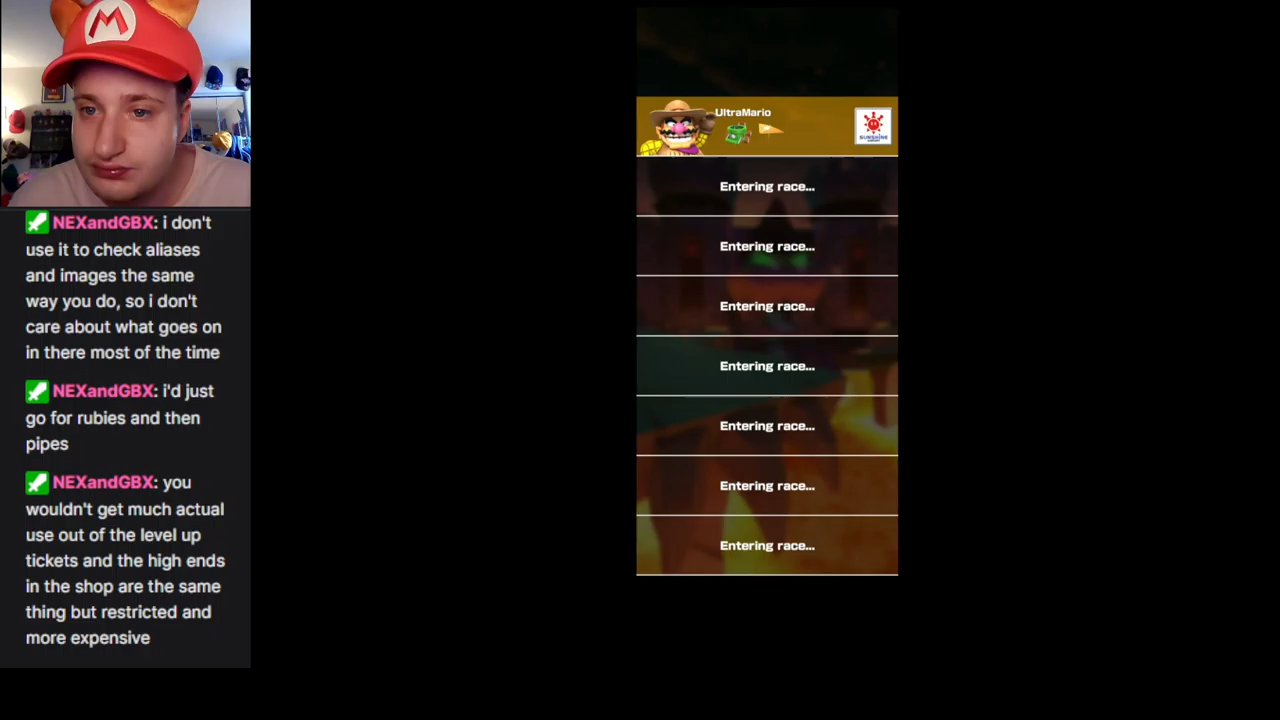 M
NEXandGBX: i don't
use it to check aliases
and images the same
way you do, so i don't
care about what goes on
in there most of the time
NEXandGBX: i'd just
go for rubies and then
pipes
NEXandGBX: you
wouldn't get much actual
use out of the level up
tickets and the high ends
in the shop are the same
thing but restricted and
more expensive
UltraMario
SUNSHINE
Entering race...
Entering race...
Entering race...
Entering race...
Entering race...
Entering race...
Entering race...